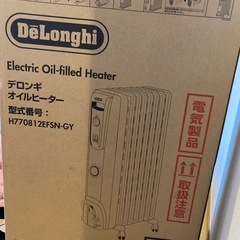 DēLonghi
Electric Oil-filled Heater
デロンギ
オイルヒーター
型式番号：
H770812EFSN-GY
電気製品
!!
取扱注意